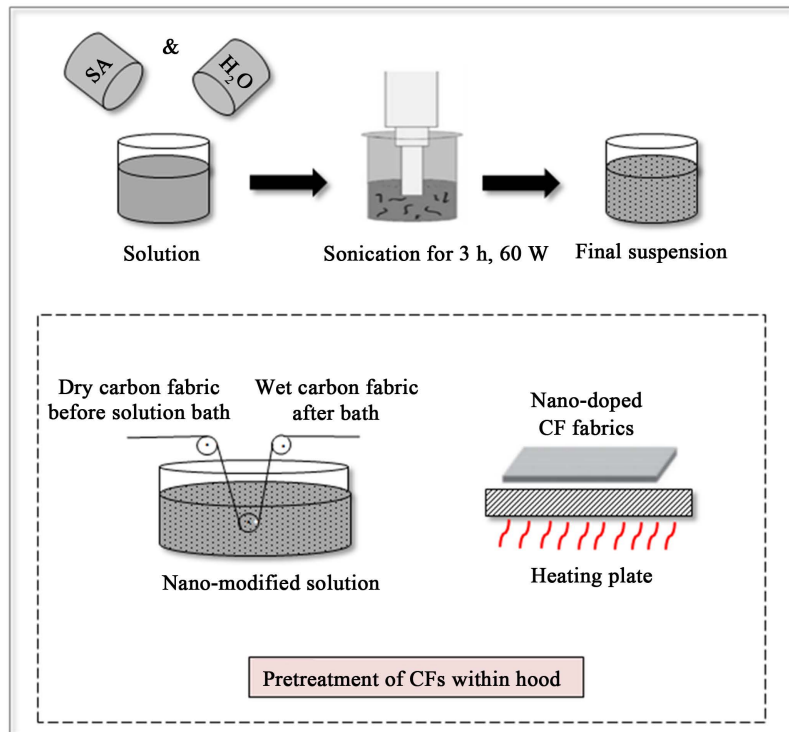 SA
&
H₂O
Solution
Sonication for 3 h, 60 W
Final suspension
Dry carbon fabric
before solution bath
Wet carbon fabric
after bath
Nano-modified solution
Nano-doped
CF fabrics
Heating plate
Pretreatment of CFs within hood